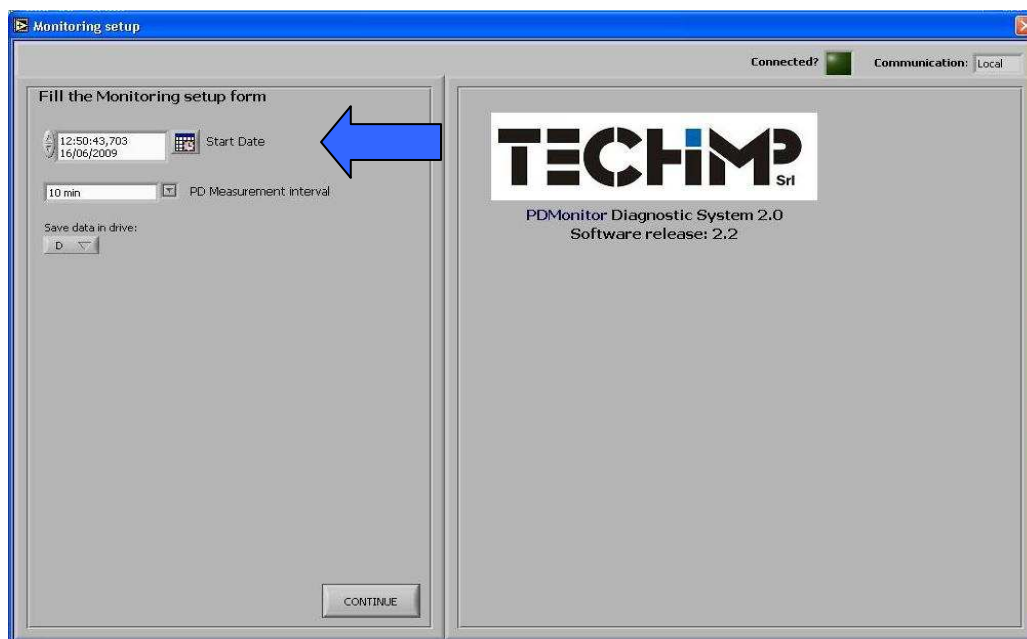 Monitoring setup
Connected? Communication: Local
Fill the Monitoring setup form
12:50:43,703
16/06/2009
Start Date
10 min PD Measurement interval
Save data in drive:
D
CONTINUE
TECHIMP
Srl
PDMonitor Diagnostic System 2.0
Software release: 2.2